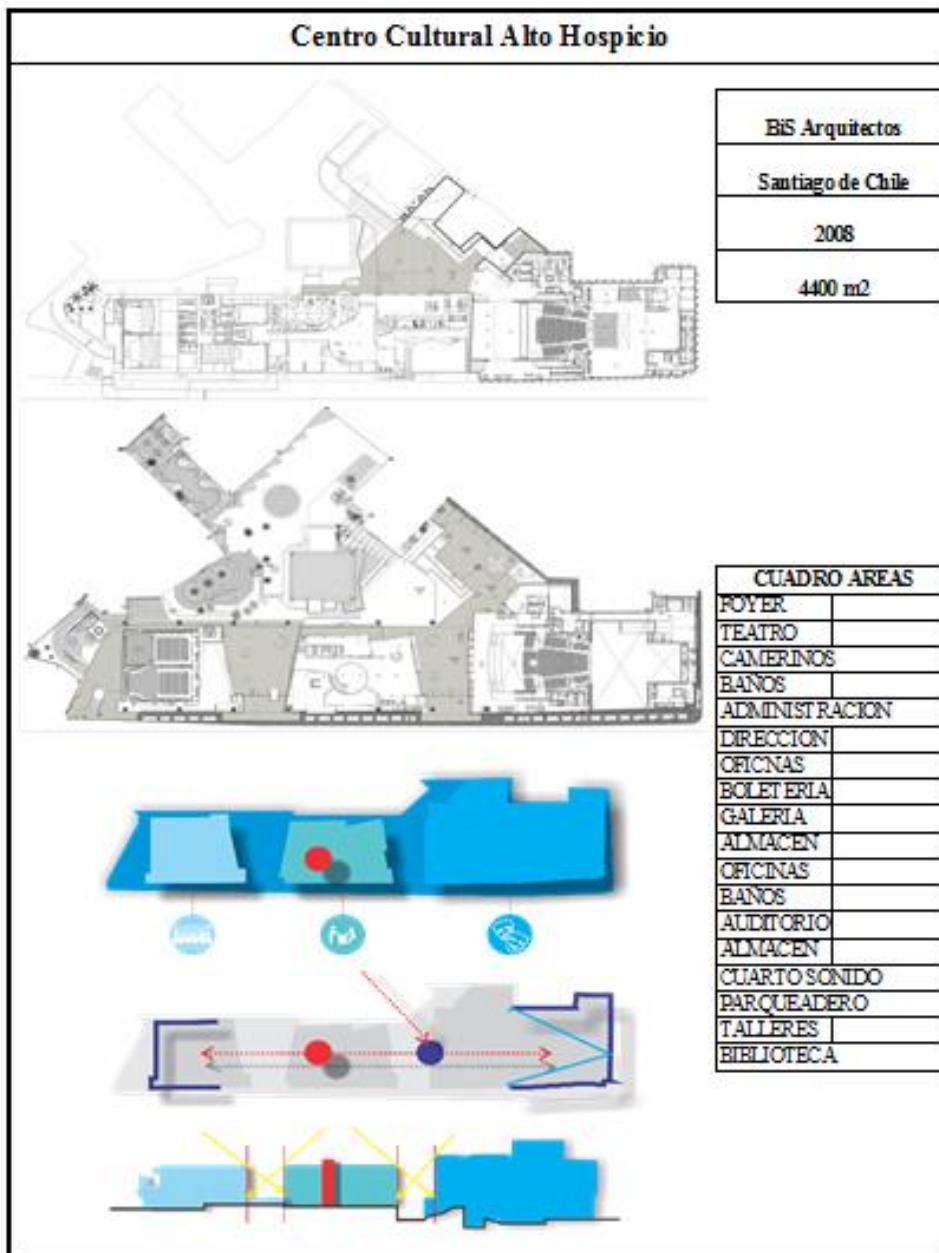 Centro Cultural Alto Hospicio
BiS Arquitectos
Santiago de Chile
2008
4400 m2
CUADRO AREAS
FOYER
TEATRO
CAMERINOS
BAÑOS
ADMINISTRACION
DIRECCION
OFICNAS
BOLETERIA
GALERIA
ALMACEN
OFICINAS
BAÑOS
AUDITORIO
ALMACEN
CUARTO SONIDO
PARQUEADERO
TALLERES
BIBLIOTECA